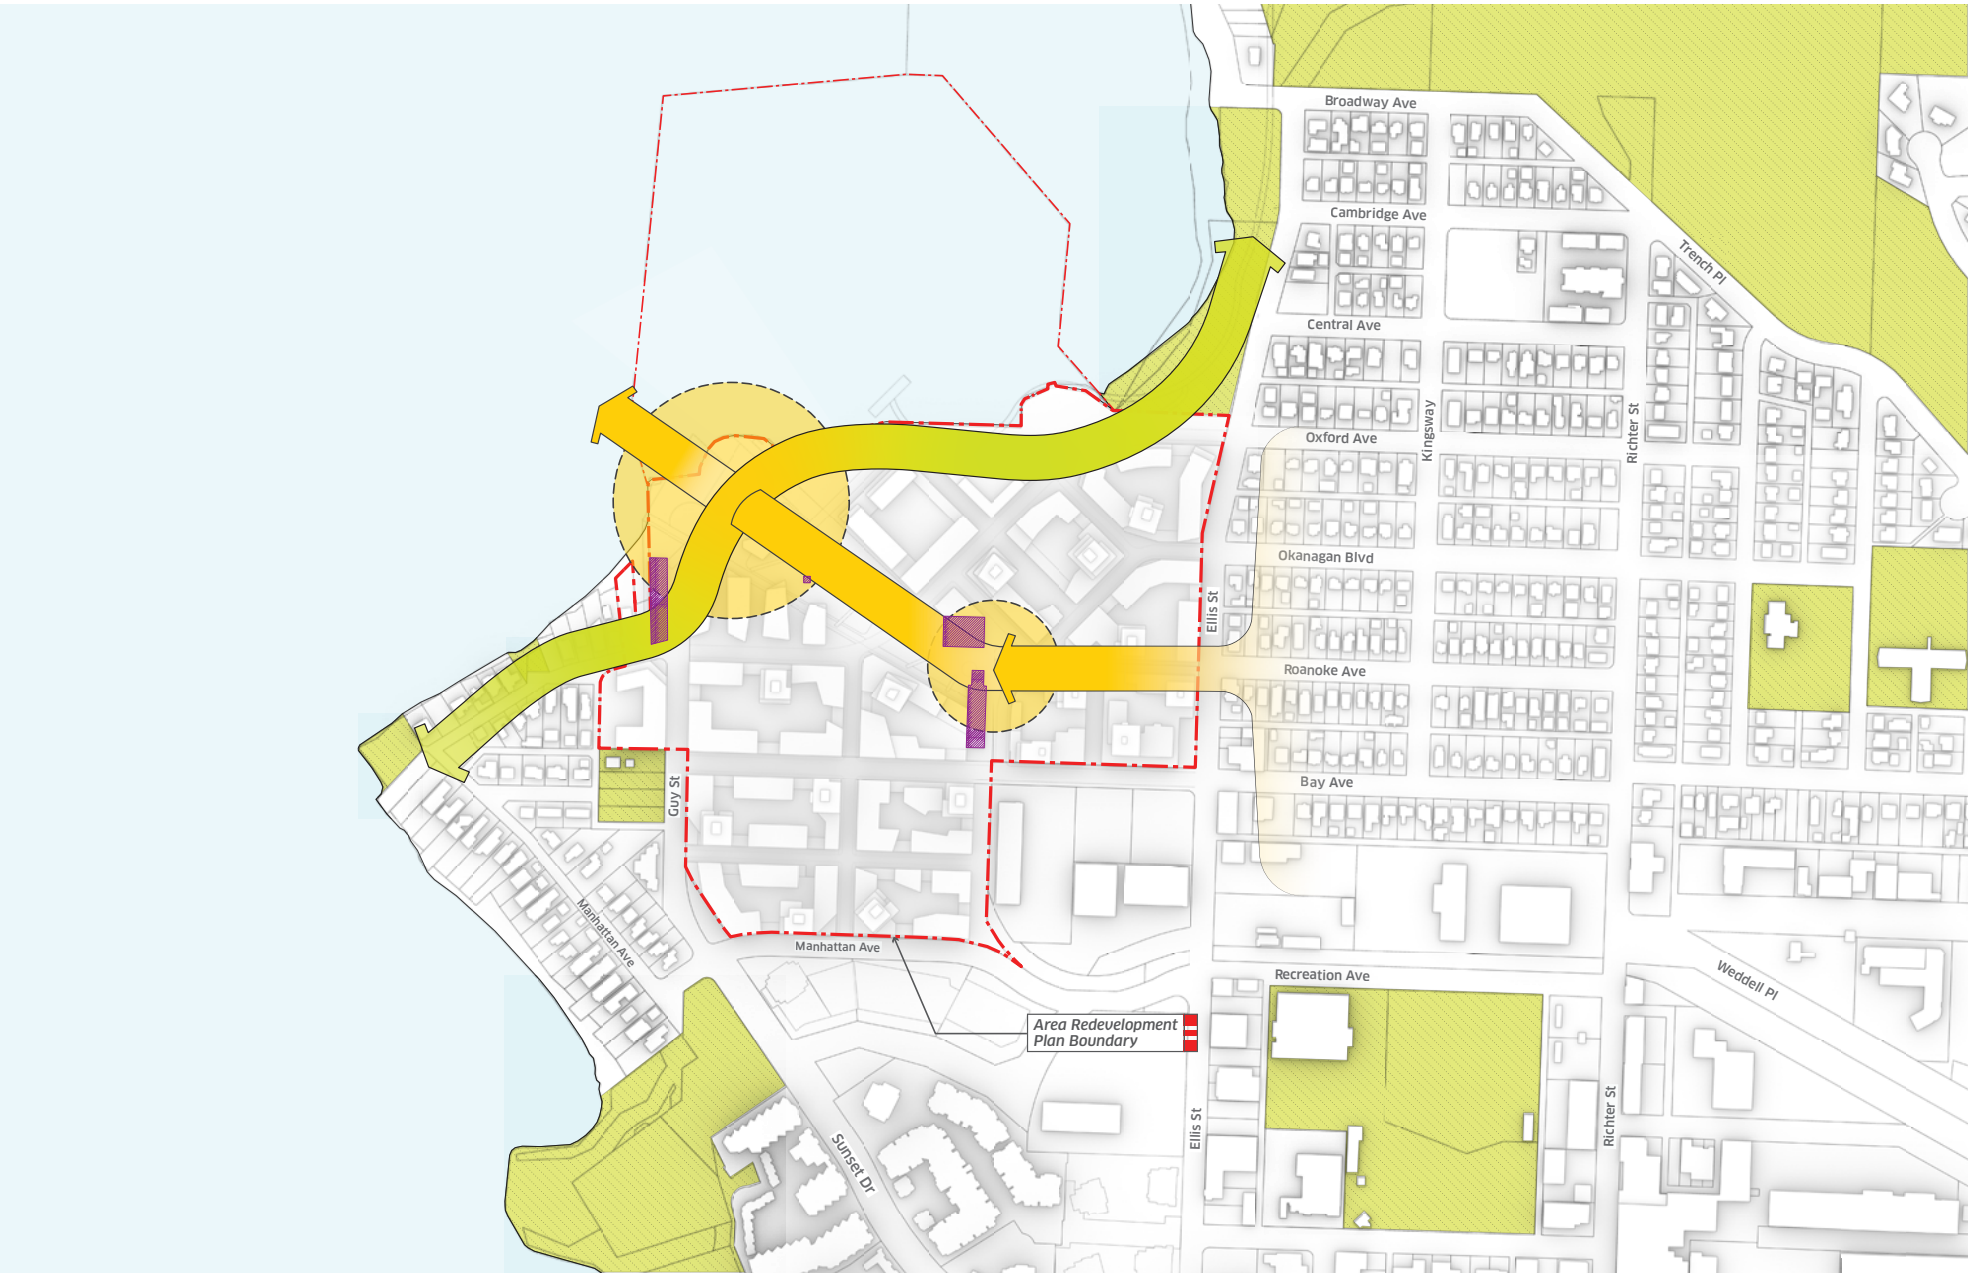 Broadway Ave
Cambridge Ave
Trench Pl
Central Ave
Kingsway
Richter St
Oxford Ave
Okanagan Blvd
Ellis St
Roanoke Ave
Bay Ave
Guy St
Manhattan Ave
Manhattan Ave
Recreation Ave
Weddell Pl
Area Redevelopment
Plan Boundary
Ellis St
Richter St
Sunset Dr